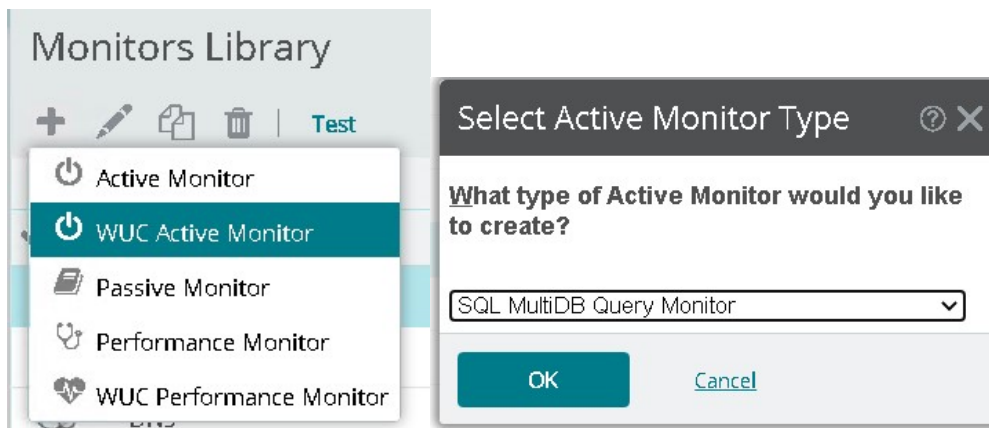 Monitors Library
Test
Active Monitor
WUC Active Monitor
Passive Monitor
Performance Monitor
WUC Performance Monitor
DNS
Select Active Monitor Type
What type of Active Monitor would you like
to create?
SQL MultiDB Query Monitor
OK Cancel